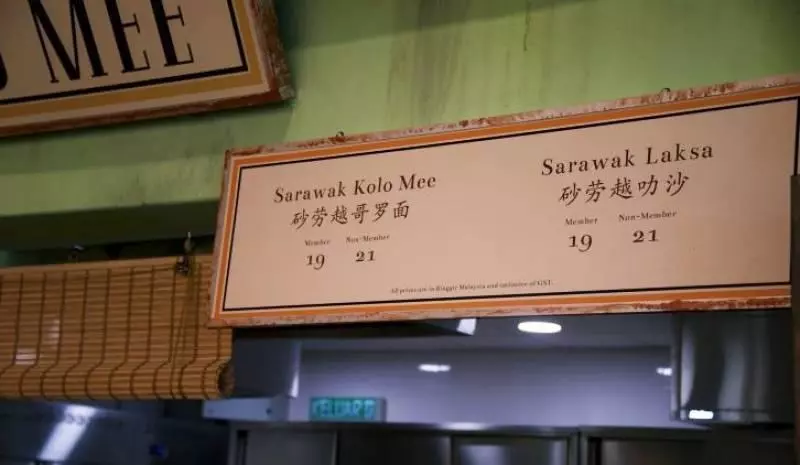 MEE
Sarawak Kolo Mee
砂劳越哥罗面
Member Non-Member
19 21
Sarawak Laksa
砂劳越叻沙
Member Non-Member
19 21
All prices are in Ringgit Malaysia and inclusive of GST.
KELUAR